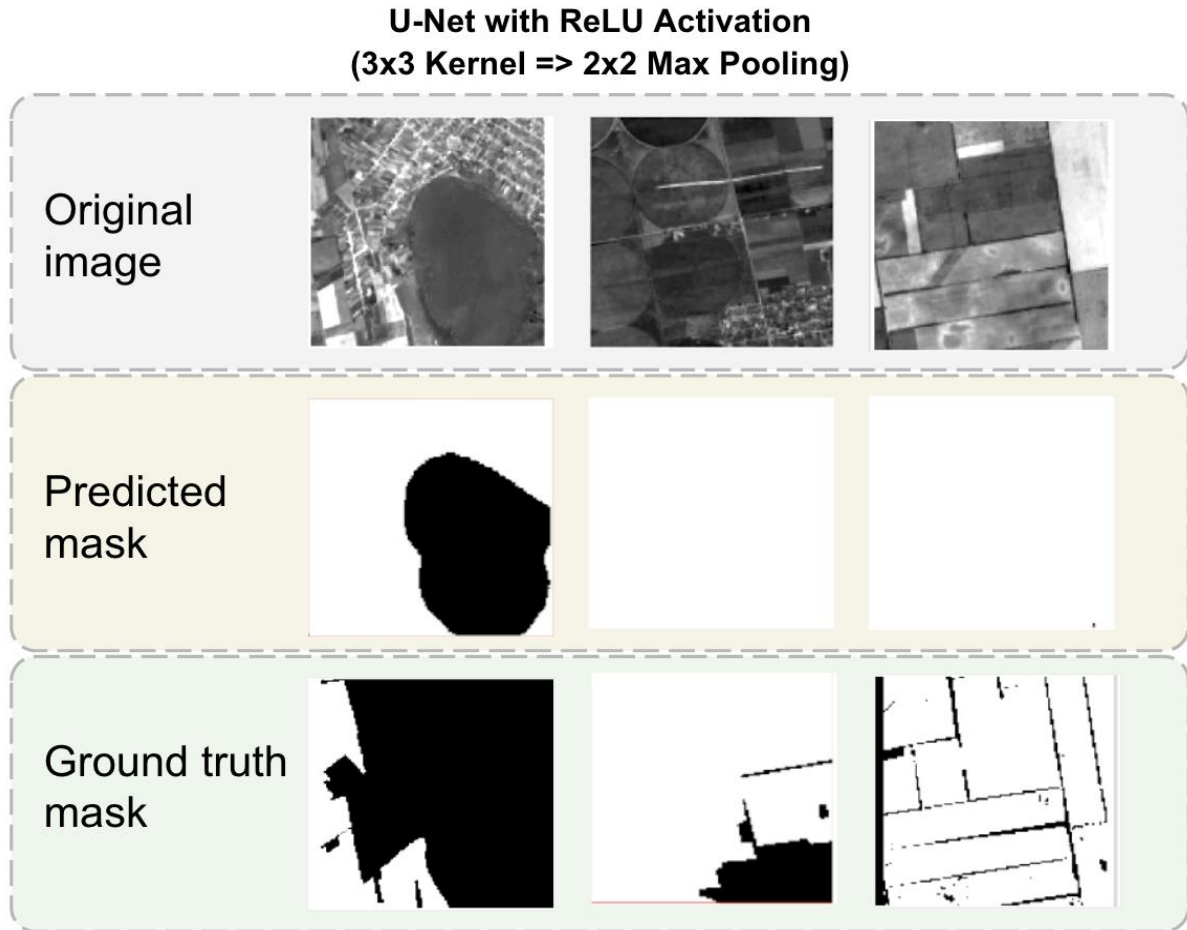 U-Net with ReLU Activation
(3x3 Kernel => 2x2 Max Pooling)
Original
image
Predicted
mask
Ground truth
mask